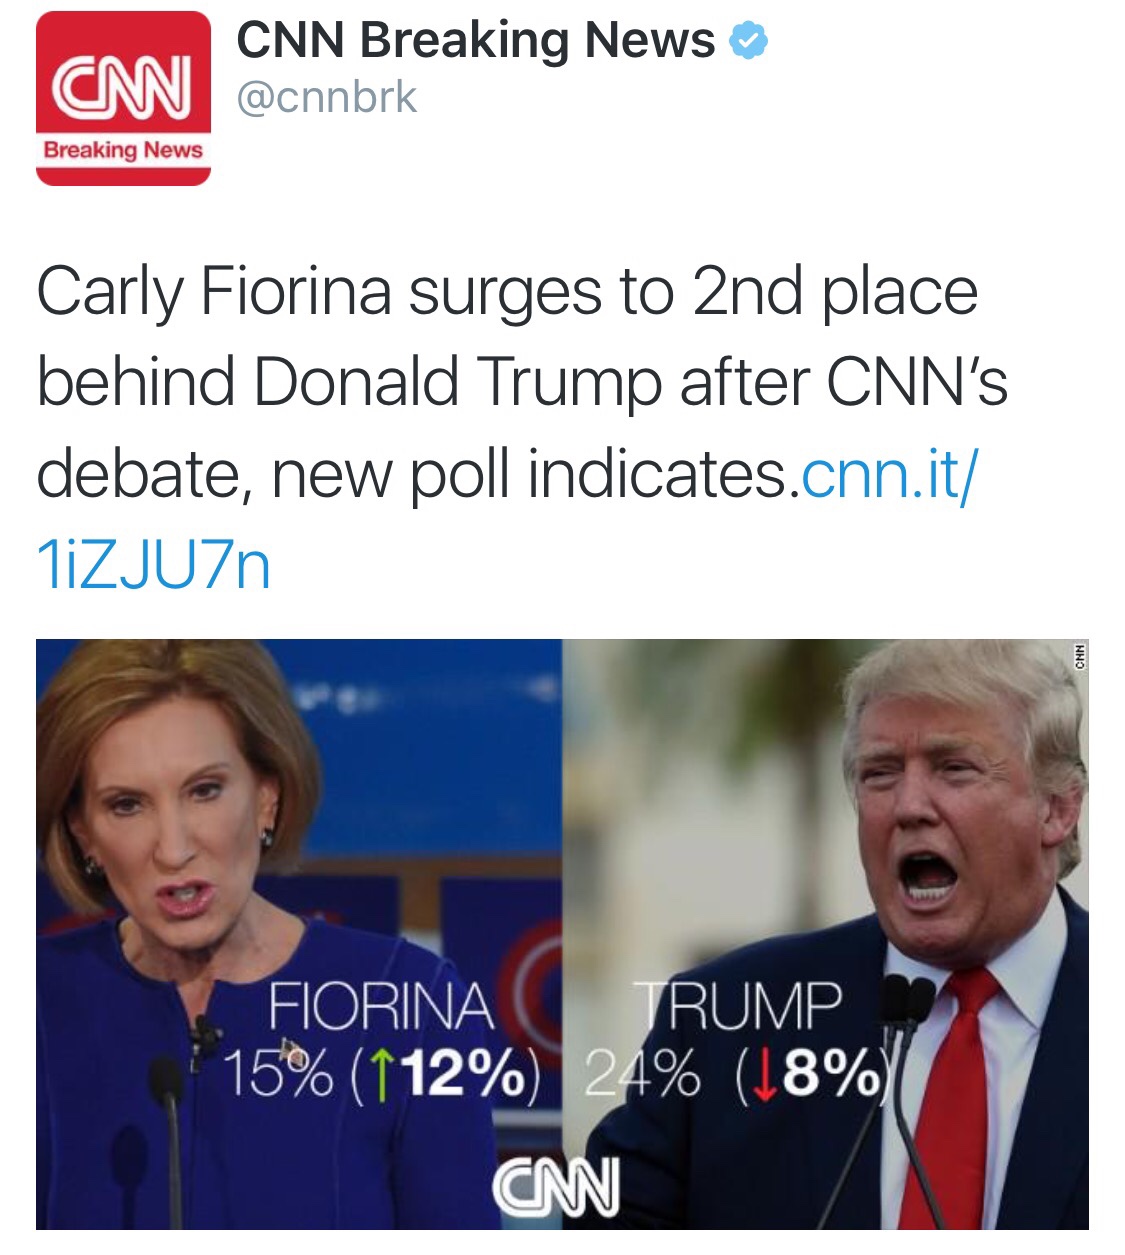 CNN
Breaking News
CNN Breaking News
@cnnbrk
Carly Fiorina surges to 2nd place
behind Donald Trump after CNN’s
debate, new poll indicates.cnn.it/
1iZJU7n
CNN
FIORINA
15% (↑12%)
TRUMP
24% (↓8%)
CNN